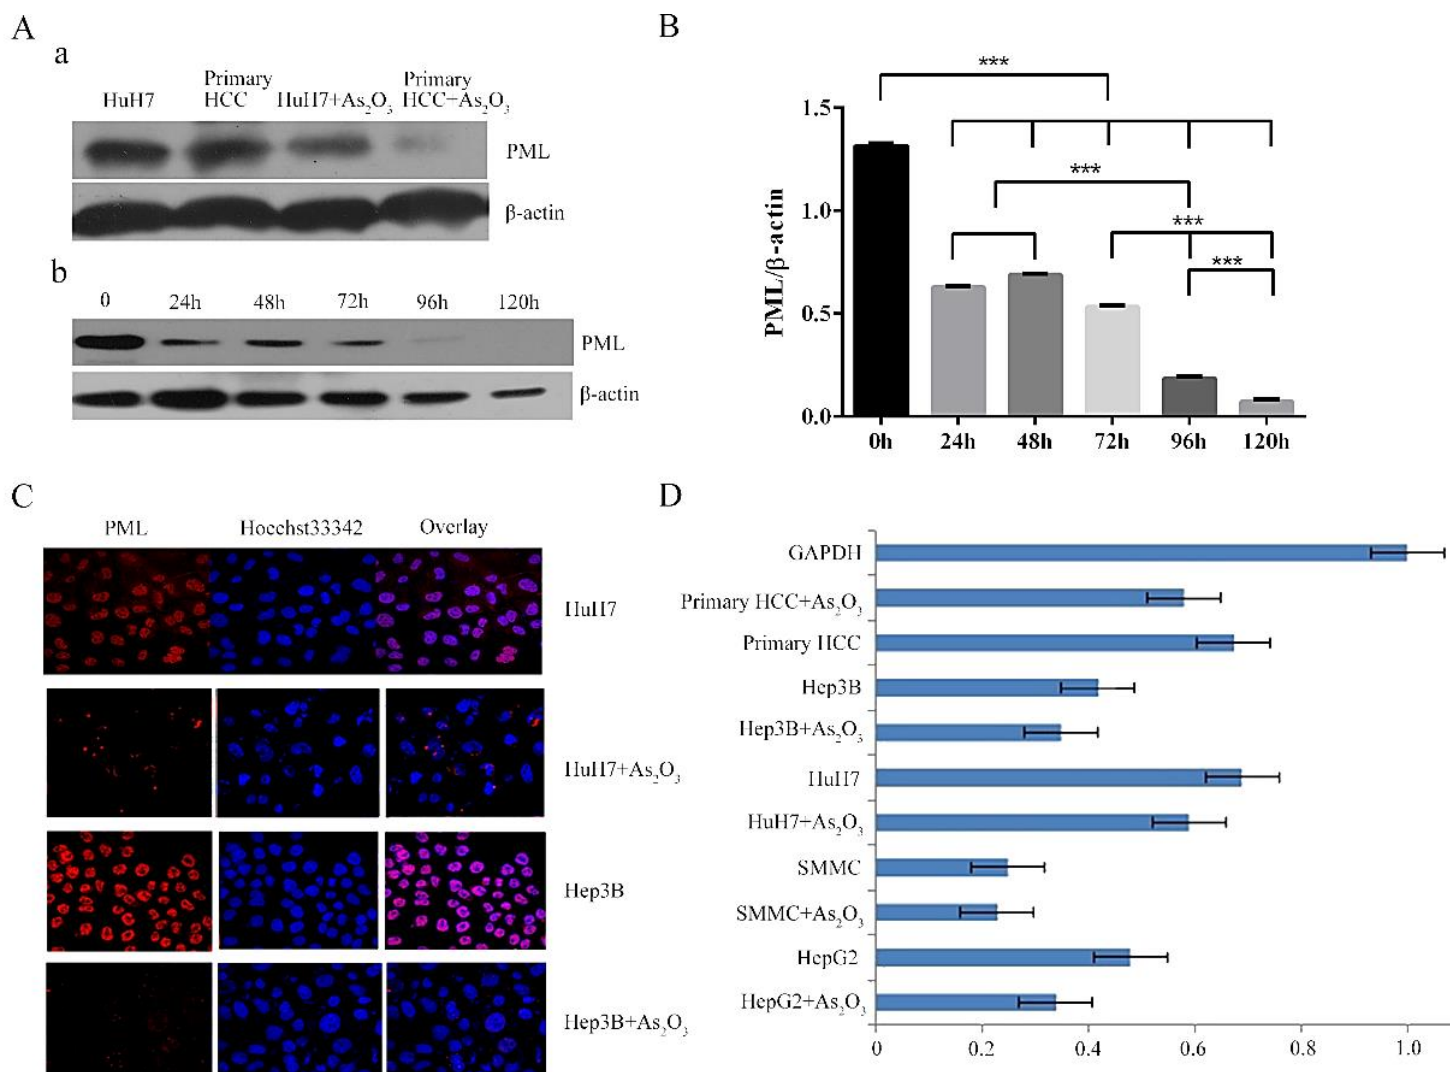 A
a
HuH7
Primary
HCC
HuH7+As₂O₃
Primary
HCC+As₂O₃
PML
β-actin
b
0 24h 48h 72h 96h 120h
PML
β-actin
B
***
***
***
***
1.5
1.0
0.5
0.0
PML/β-actin
0h 24h 48h 72h 96h 120h
C
PML Hoechst33342 Overlay
HuH7
HuH7+As₂O₃
Hep3B
Hep3B+As₂O₃
D
GAPDH
Primary HCC+As₂O₃
Primary HCC
Hep3B
Hep3B+As₂O₃
HuH7
HuH7+As₂O₃
SMMC
SMMC+As₂O₃
HepG2
HepG2+As₂O₃
0 0.2 0.4 0.6 0.8 1.0